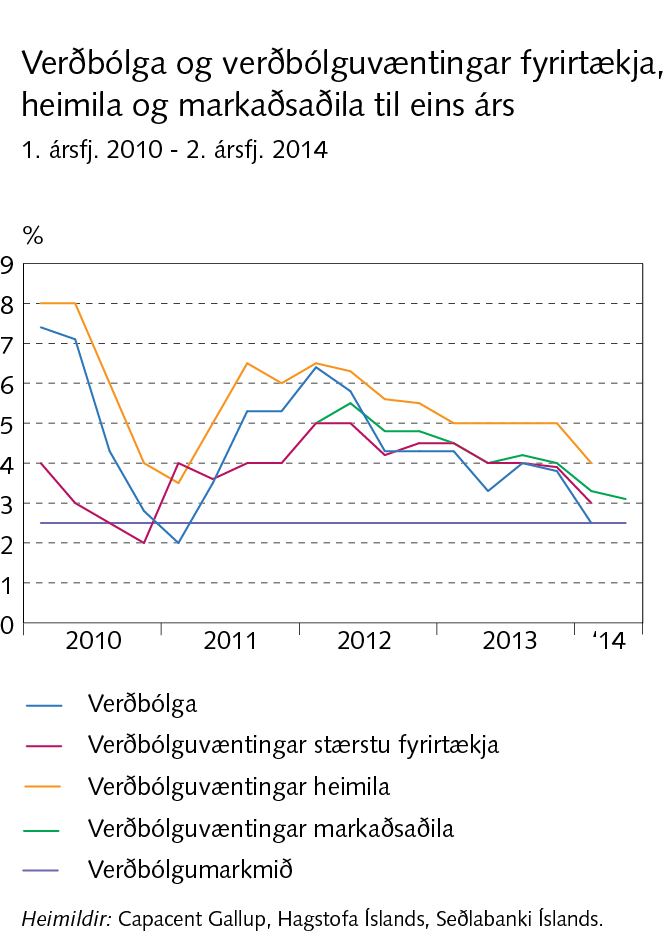 Verðbólga og verðbólguvæntingar fyrirtækja,
heimila og markaðsaðila til eins árs
1. ársfj. 2010 - 2. ársfj. 2014
%
9
8
7
6
5
4
3
2
1
0
2010 2011 2012 2013 ‘14
Verðbólga
Verðbólguvæntingar stærstu fyrirtækja
Verðbólguvæntingar heimila
Verðbólguvæntingar markaðsaðila
Verðbólgumarkmið
Heimildir: Capacent Gallup, Hagstofa Íslands, Seðlabanki Íslands.